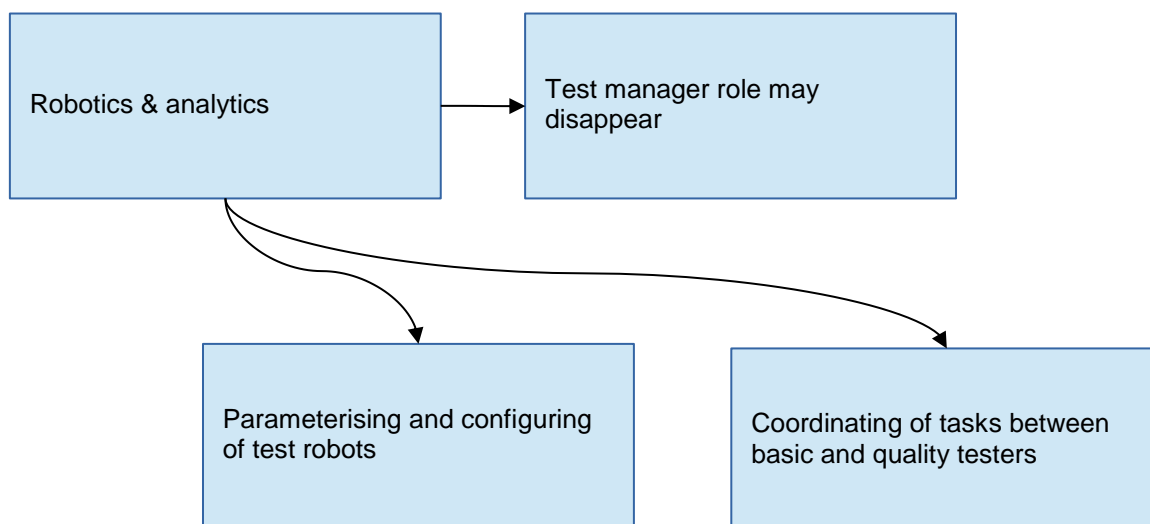 Robotics & analytics
Test manager role may
disappear
Parameterising and configuring
of test robots
Coordinating of tasks between
basic and quality testers